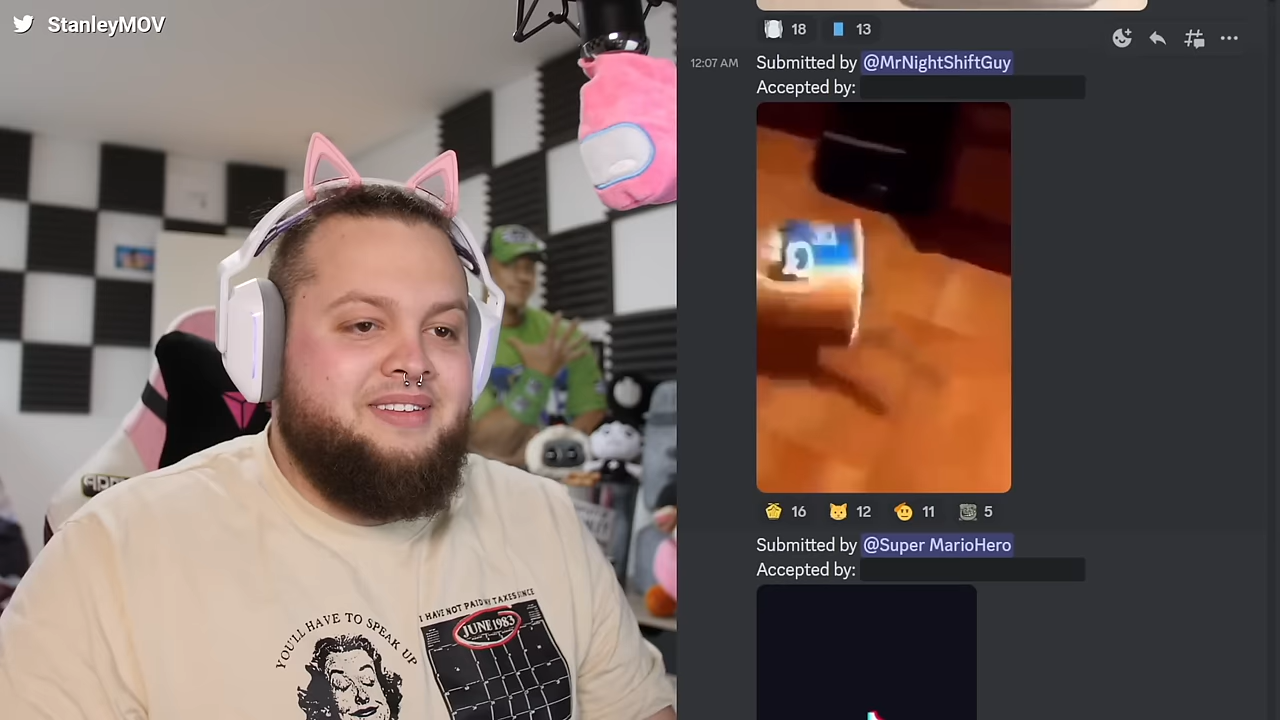 StanleyMOV
18 13
12:07 AM Submitted by @MrNightShiftGuy
Accepted by:
16 12 11 5
Submitted by @Super MarioHero
Accepted by:
YOU'LL HAVE TO SPEAK UP
I HAVE NOT PAID MY TAXES SINCE
JUNE 1983